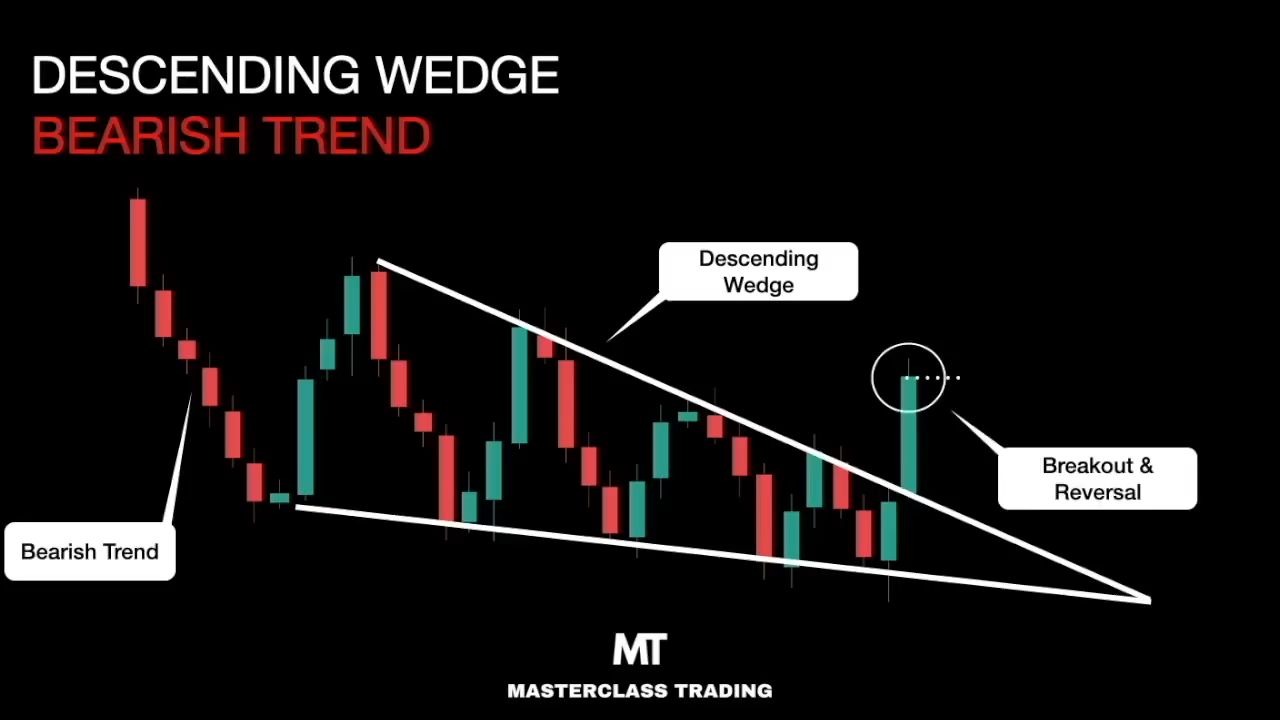 DESCENDING WEDGE
BEARISH TREND
Descending
Wedge
Breakout &
Reversal
Bearish Trend
MT
MASTERCLASS TRADING